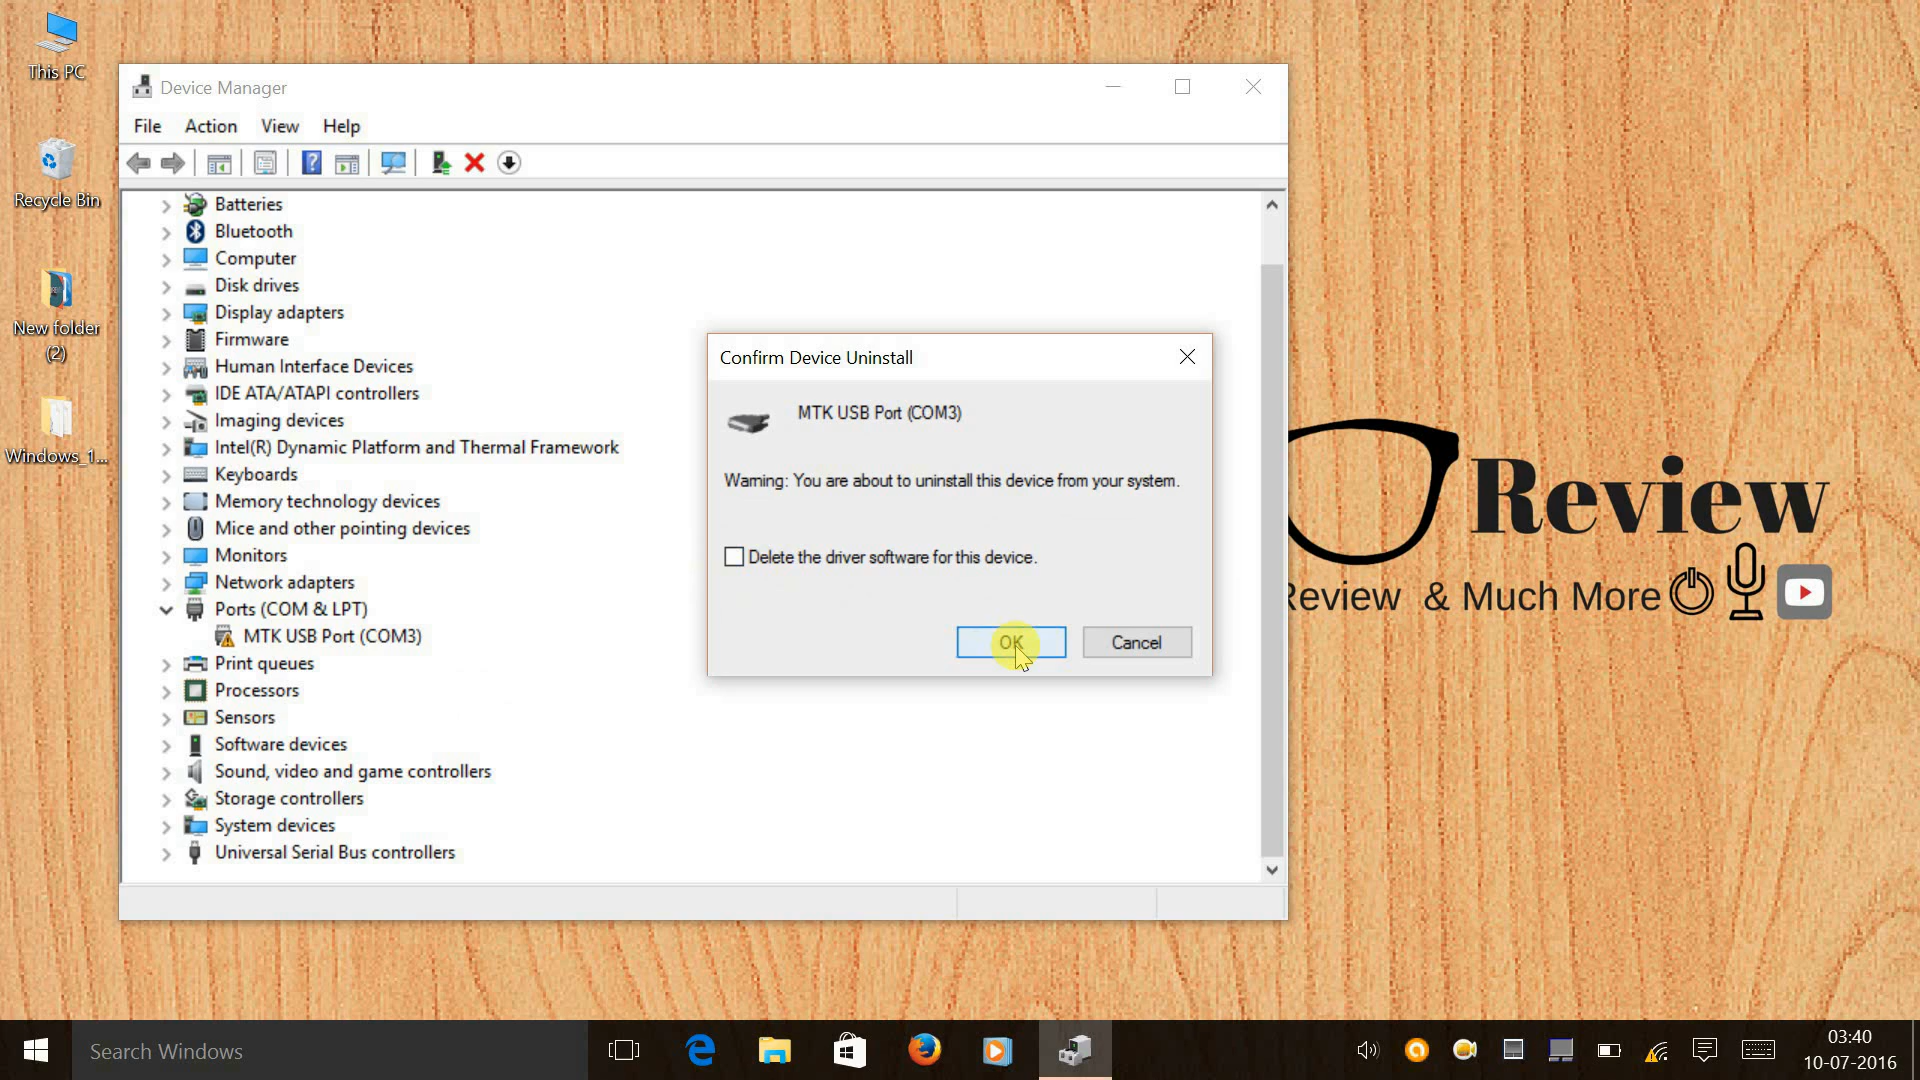 This PC
Recycle Bin
New folder
(2)
Windows_1...
Device Manager
File Action View Help
Batteries
Bluetooth
Computer
Disk drives
Display adapters
Firmware
Human Interface Devices
IDE ATA/ATAPI controllers
Imaging devices
Intel(R) Dynamic Platform and Thermal Framework
Keyboards
Memory technology devices
Mice and other pointing devices
Monitors
Network adapters
Ports (COM & LPT)
MTK USB Port (COM3)
Print queues
Processors
Sensors
Software devices
Sound, video and game controllers
Storage controllers
System devices
Universal Serial Bus controllers
Confirm Device Uninstall
MTK USB Port (COM3)
Warning: You are about to uninstall this device from your system.
Delete the driver software for this device.
OK Cancel
Review
Review & Much More
Search Windows
03:40
10-07-2016